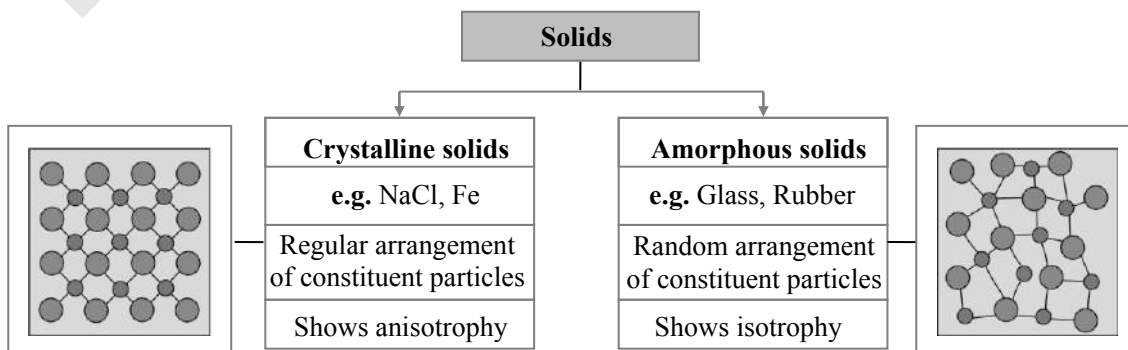 Solids
Crystalline solids
e.g. NaCl, Fe
Regular arrangement
of constituent particles
Shows anisotrophy
Amorphous solids
e.g. Glass, Rubber
Random arrangement
of constituent particles
Shows isotrophy